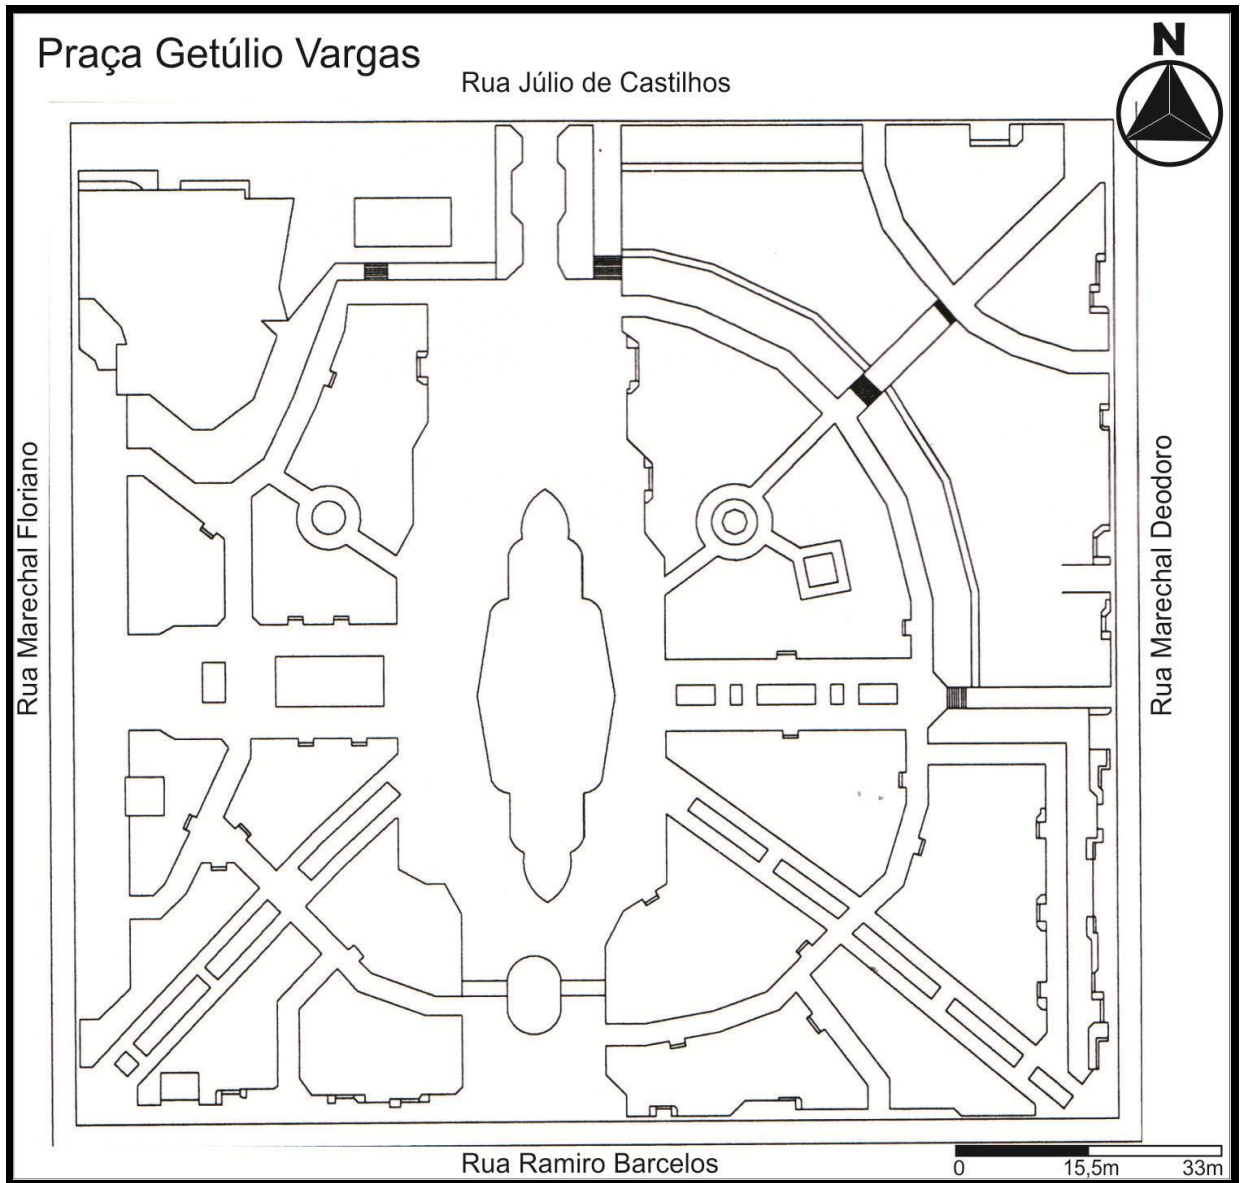 Praça Getúlio Vargas
Rua Júlio de Castilhos
N
Rua Marechal Floriano
Rua Marechal Deodoro
Rua Ramiro Barcelos
0 15,5m 33m